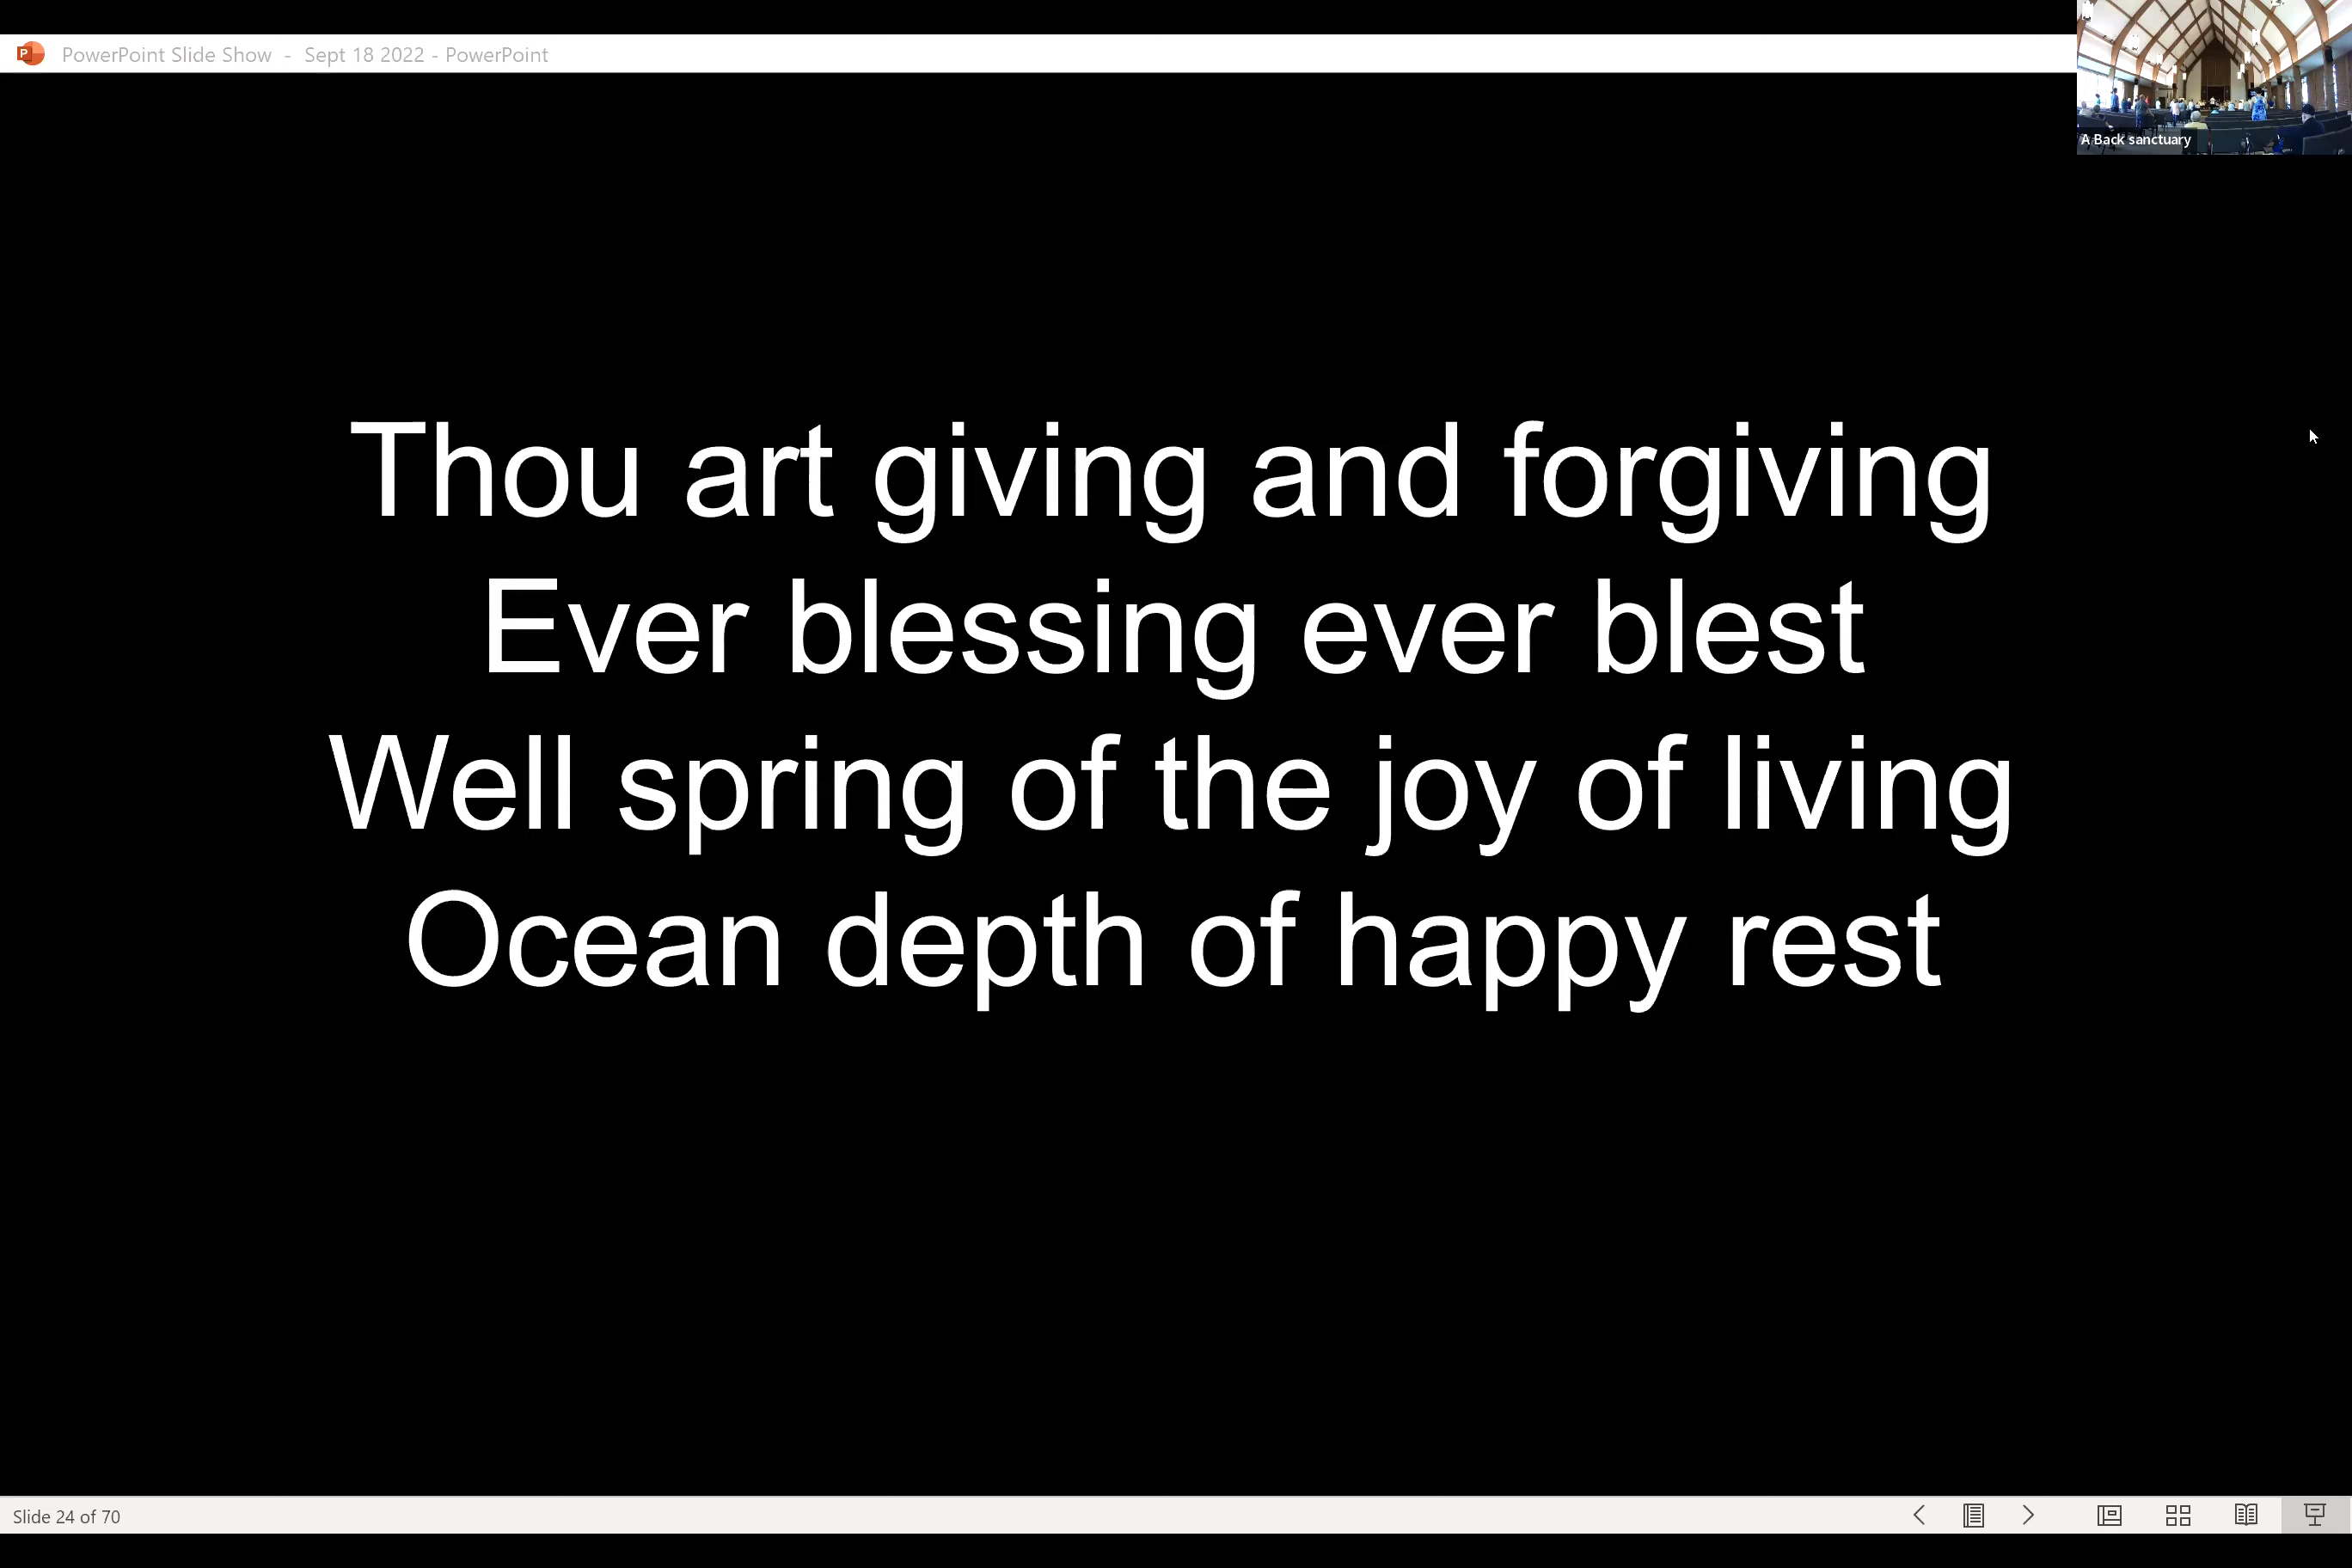 PowerPoint Slide Show - Sept 18 2022 - PowerPoint
A Back sanctuary
Thou art giving and forgiving
Ever blessing ever blest
Well spring of the joy of living
Ocean depth of happy rest
Slide 24 of 70